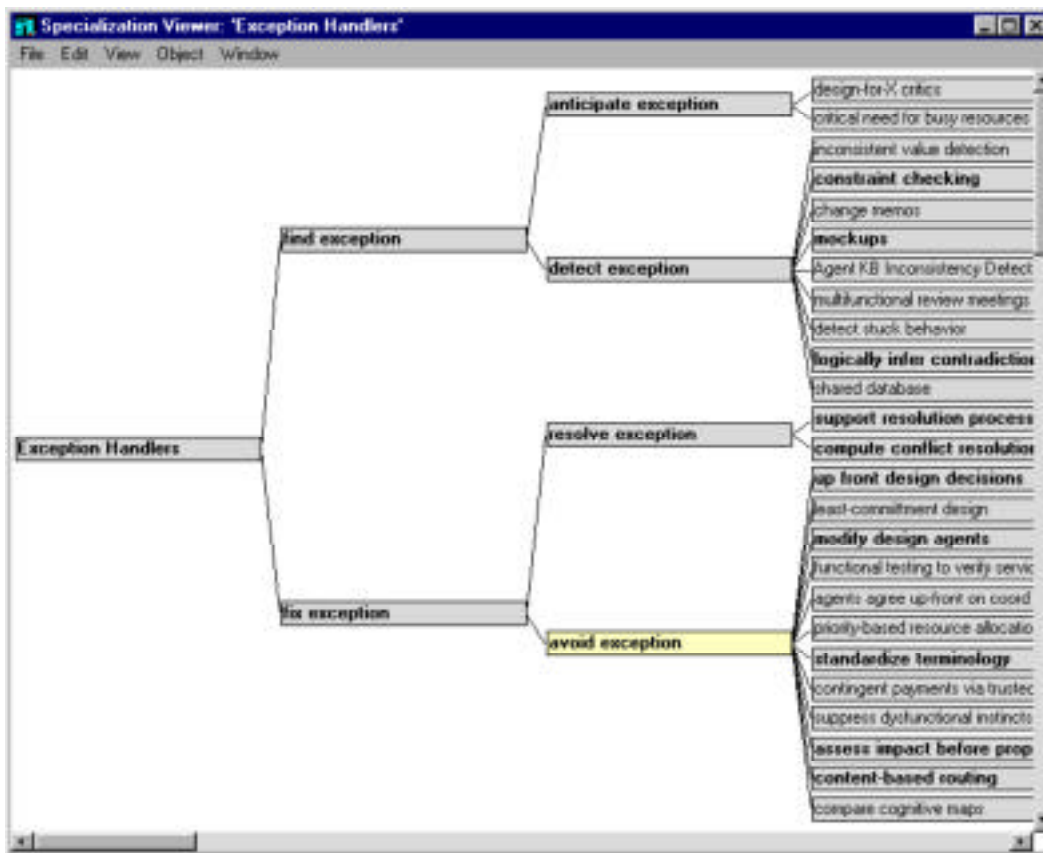 Specialization Viewer: 'Exception Handlers'
File Edit View Object Window
design-for-X critics
anticipate exception
critical need for busy resources
inconsistent value detection
constraint checking
change memos
find exception
mockups
detect exception
Agent KB Inconsistency Detect
multifunctional review meetings
detect stuck behavior
logically infer contradiction
shared database
support resolution process
resolve exception
Exception Handlers
compute conflict resolution
up front design decisions
least-committment design
modify design agents
functional testing to verify servic
agents agree up-front on coord
fix exception
priority-based resource allocatio
avoid exception
standardize terminology
contingent payments via trusted
suppress dysfunctional instincts
assess impact before prop
content-based routing
compare cognitive maps